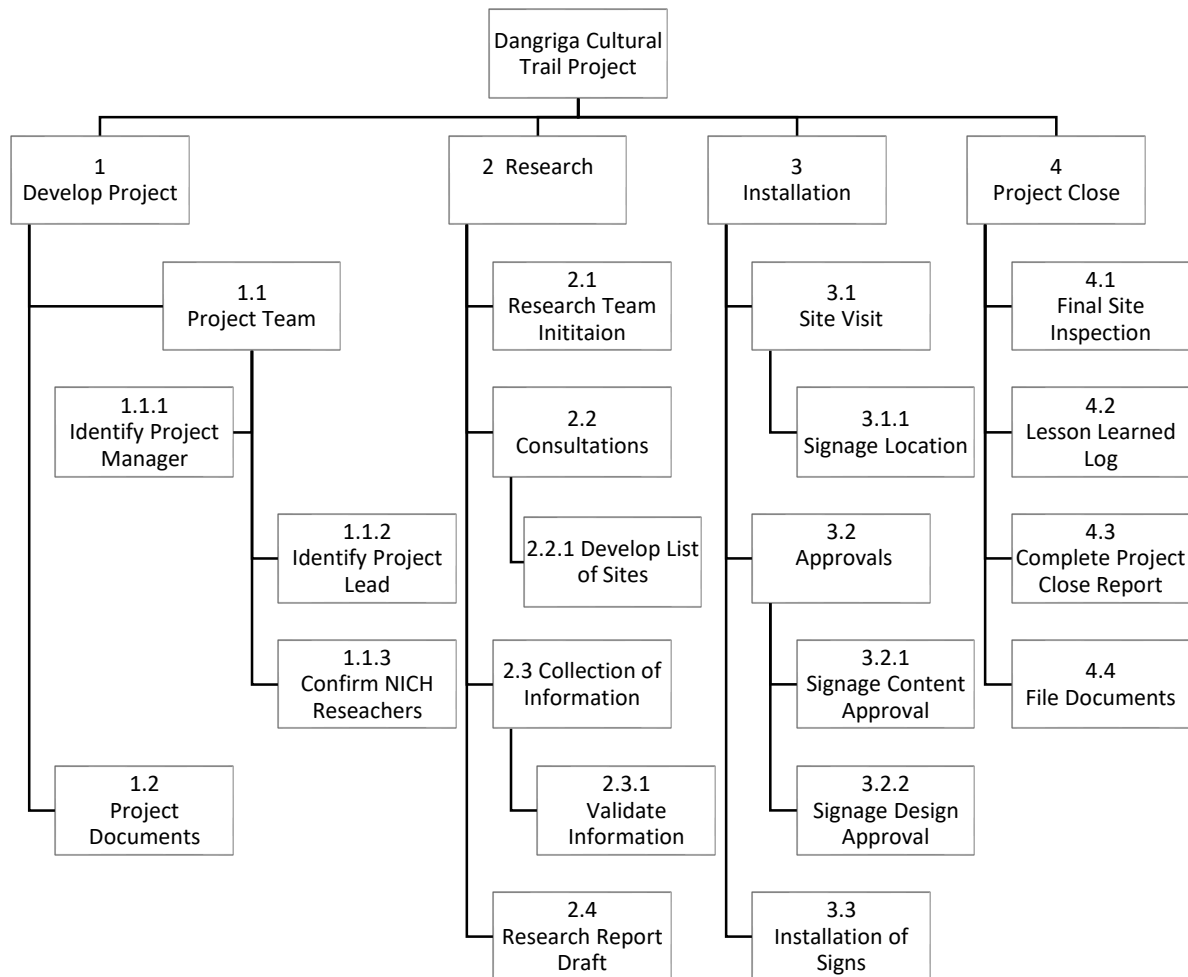 Dangriga Cultural
Trail Project
1
Develop Project
1.1
Project Team
1.1.1
Identify Project
Manager
1.1.2
Identify Project
Lead
1.1.3
Confirm NICH
Reseachers
1.2
Project
Documents
2  Research
2.1
Research Team
Inititaion
2.2
Consultations
2.2.1 Develop List
of Sites
2.3 Collection of
Information
2.3.1
Validate
Information
2.4
Research Report
Draft
3
Installation
3.1
Site Visit
3.1.1
Signage Location
3.2
Approvals
3.2.1
Signage Content
Approval
3.2.2
Signage Design
Approval
3.3
Installation of
Signs
4
Project Close
4.1
Final Site
Inspection
4.2
Lesson Learned
Log
4.3
Complete Project
Close Report
4.4
File Documents